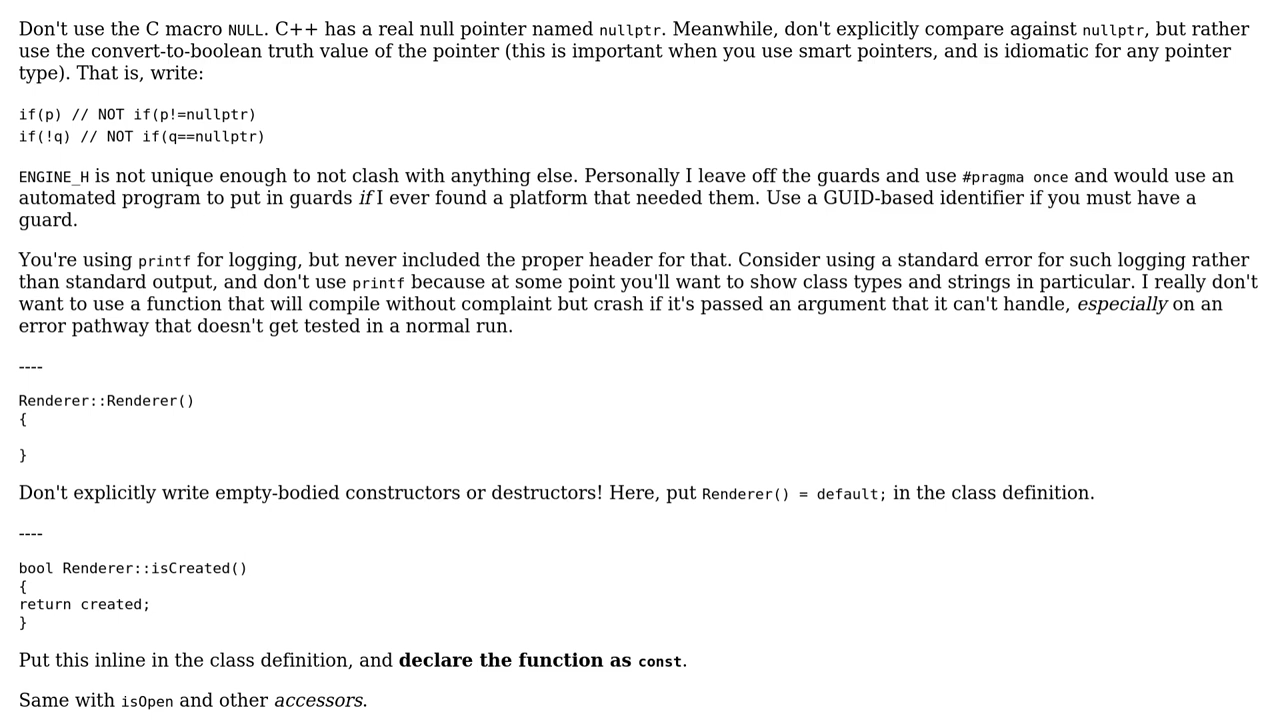 Don't use the C macro NULL. C++ has a real null pointer named nullptr. Meanwhile, don't explicitly compare against nullptr, but rather
use the convert-to-boolean truth value of the pointer (this is important when you use smart pointers, and is idiomatic for any pointer
type). That is, write:
if(p) // NOT if(p!=nullptr)
if(!q) // NOT if(q==nullptr)
ENGINE_H is not unique enough to not clash with anything else. Personally I leave off the guards and use #pragma once and would use an
automated program to put in guards if I ever found a platform that needed them. Use a GUID-based identifier if you must have a
guard.
You're using printf for logging, but never included the proper header for that. Consider using a standard error for such logging rather
than standard output, and don't use printf because at some point you'll want to show class types and strings in particular. I really don't
want to use a function that will compile without complaint but crash if it's passed an argument that it can't handle, especially on an
error pathway that doesn't get tested in a normal run.
----
Renderer::Renderer()
{
}
Don't explicitly write empty-bodied constructors or destructors! Here, put Renderer() = default; in the class definition.
----
bool Renderer::isCreated()
{
return created;
}
Put this inline in the class definition, and declare the function as const.
Same with isOpen and other accessors.